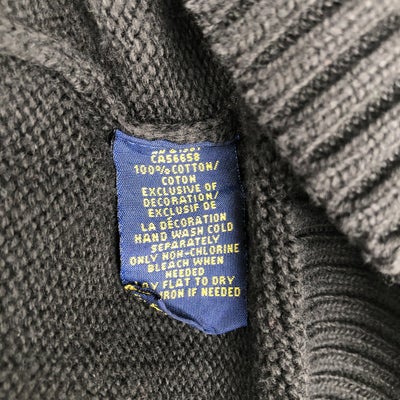 CA56658
100% COTTON/
COTON
EXCLUSIVE OF
DECORATION/
EXCLUSIF DE
LA DÉCORATION
HAND WASH COLD
SEPARATELY
ONLY NON-CHLORINE
BLEACH WHEN
NEEDED
DRY FLAT TO DRY
IRON IF NEEDED